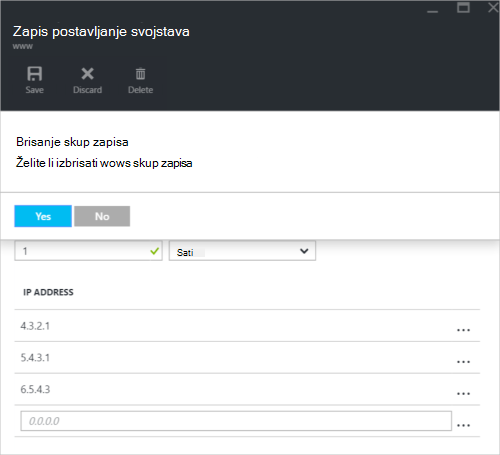 Zapis postavljanje svojstava
www
Save Discard Delete
Brisanje skup zapisa
Želite li izbrisati wows skup zapisa
Yes No
1 Sati
IP ADDRESS
4.3.2.1 ...
5.4.3.1 ...
6.5.4.3 ...
0.0.0.0 ...